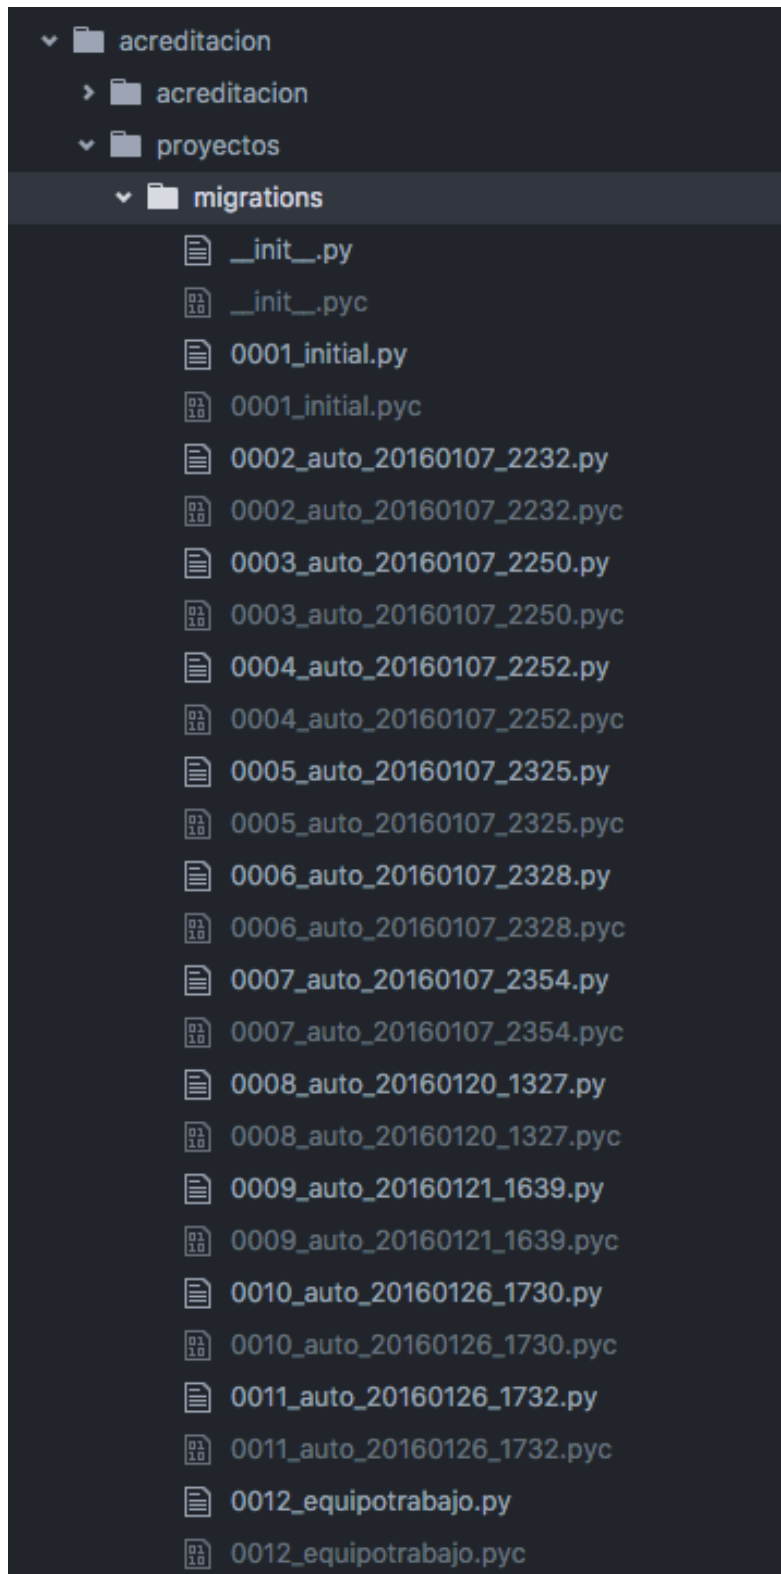 acreditacion
acreditacion
proyectos
migrations
__init__.py
__init__.pyc
0001_initial.py
0001_initial.pyc
0002_auto_20160107_2232.py
0002_auto_20160107_2232.pyc
0003_auto_20160107_2250.py
0003_auto_20160107_2250.pyc
0004_auto_20160107_2252.py
0004_auto_20160107_2252.pyc
0005_auto_20160107_2325.py
0005_auto_20160107_2325.pyc
0006_auto_20160107_2328.py
0006_auto_20160107_2328.pyc
0007_auto_20160107_2354.py
0007_auto_20160107_2354.pyc
0008_auto_20160120_1327.py
0008_auto_20160120_1327.pyc
0009_auto_20160121_1639.py
0009_auto_20160121_1639.pyc
0010_auto_20160126_1730.py
0010_auto_20160126_1730.pyc
0011_auto_20160126_1732.py
0011_auto_20160126_1732.pyc
0012_equipotrabajo.py
0012_equipotrabajo.pyc